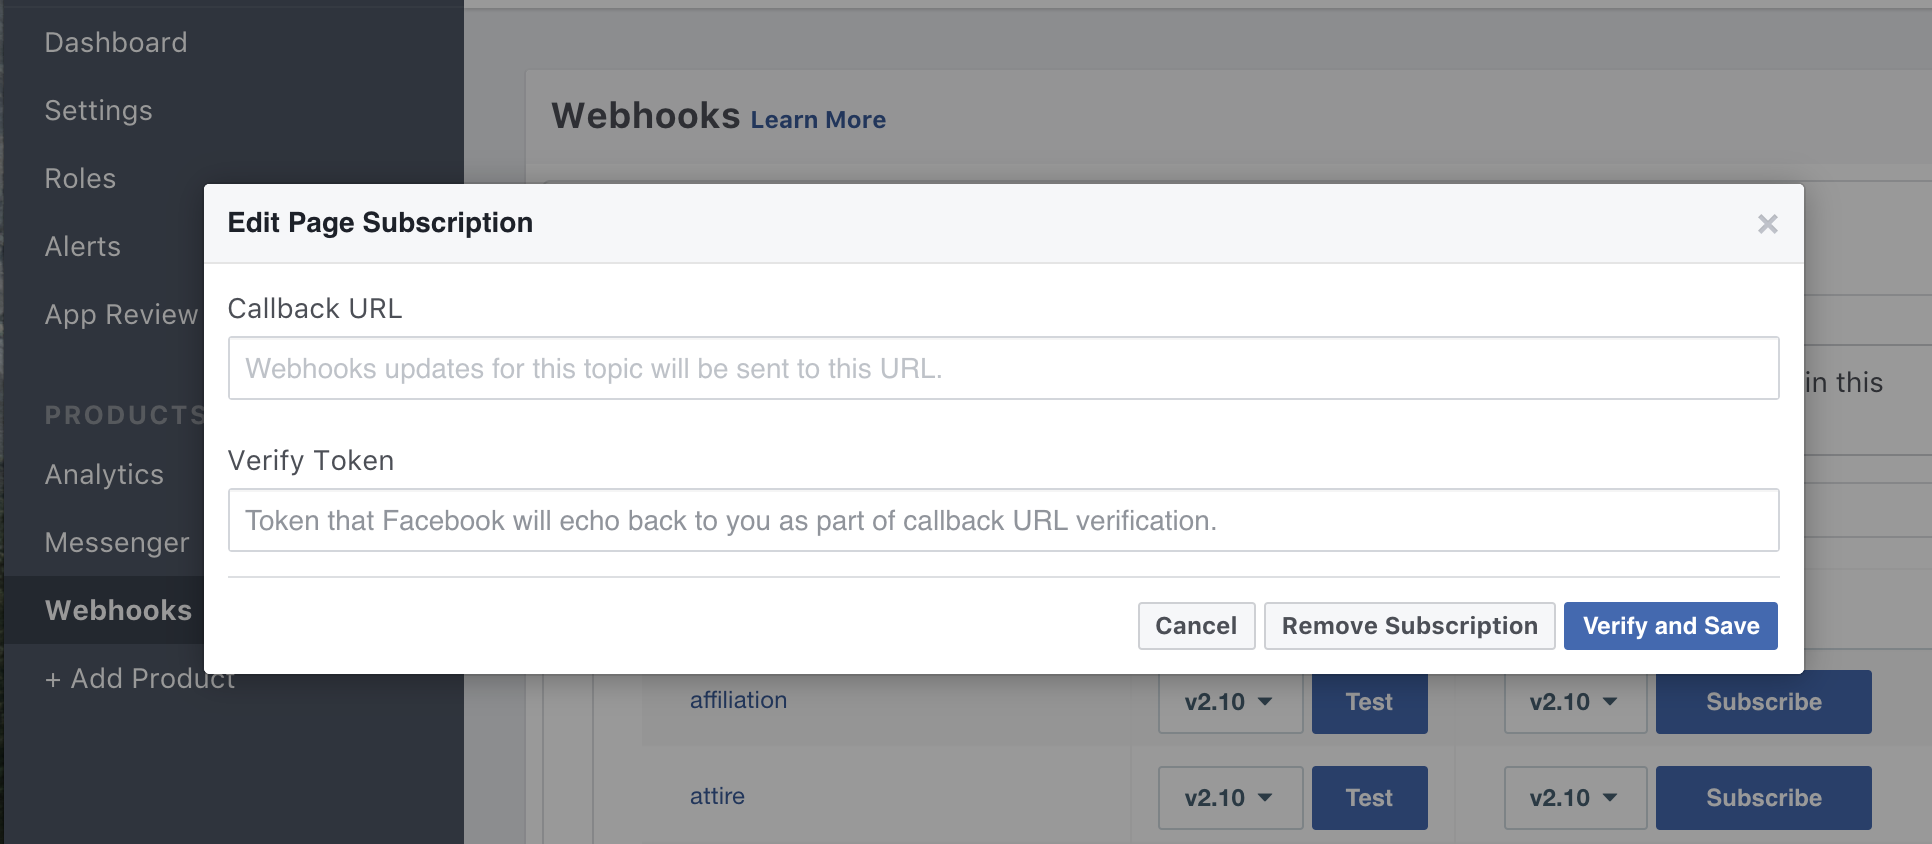 Dashboard
Settings
Roles
Alerts
App Review
PRODUCTS
Analytics
Messenger
Webhooks
+ Add Product
Webhooks Learn More
Edit Page Subscription ×
Callback URL
Webhooks updates for this topic will be sent to this URL.
in this
Verify Token
Token that Facebook will echo back to you as part of callback URL verification.
Cancel Remove Subscription Verify and Save
affiliation v2.10 Test v2.10 Subscribe
attire v2.10 Test v2.10 Subscribe